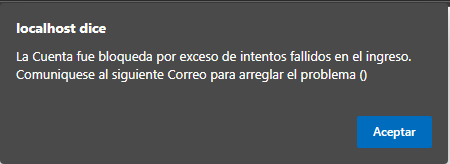 localhost dice
La Cuenta fue bloqueda por exceso de intentos fallidos en el ingreso.
Comuniquese al siguiente Correo para arreglar el problema ()
Aceptar